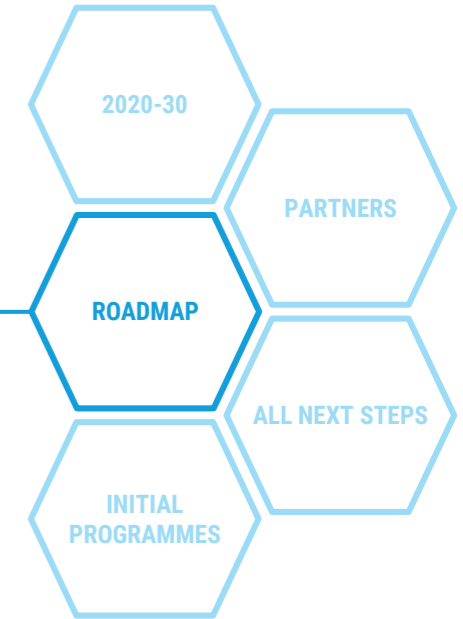 2020-30
PARTNERS
ROADMAP
ALL NEXT STEPS
INITIAL
PROGRAMMES